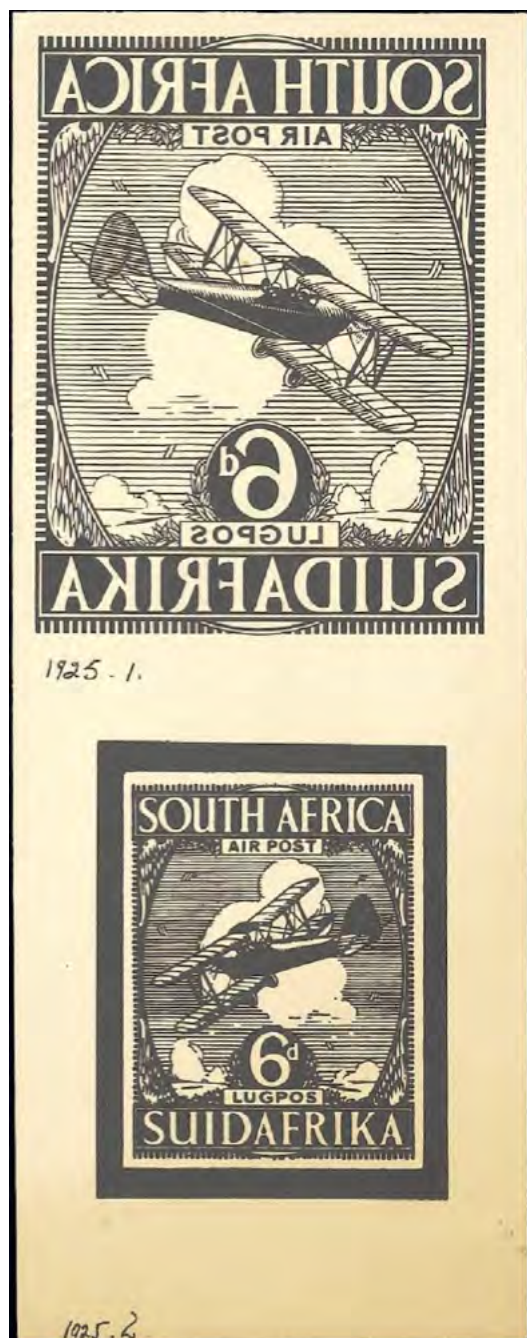 SOUTH AFRICA
AIR POST
6d
LUGPOS
SUIDAFRIKA
1925 - 1.
SOUTH AFRICA
AIR POST
6d
LUGPOS
SUIDAFRIKA
1925. 2.